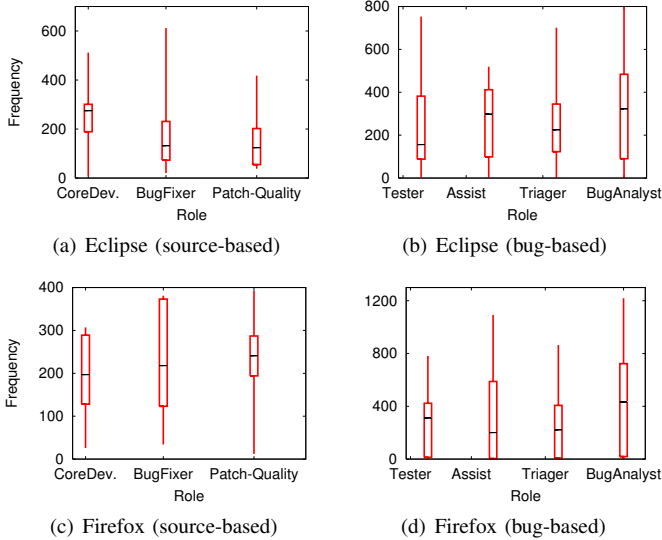 600
400
200
0
Frequency
CoreDev. BugFixer Patch-Quality
Role
(a) Eclipse (source-based)
800
600
400
200
0
Tester Assist Triager BugAnalyst
Role
(b) Eclipse (bug-based)
400
300
200
100
0
Frequency
CoreDev. BugFixer Patch-Quality
Role
(c) Firefox (source-based)
1200
800
400
0
Tester Assist Triager BugAnalyst
Role
(d) Firefox (bug-based)